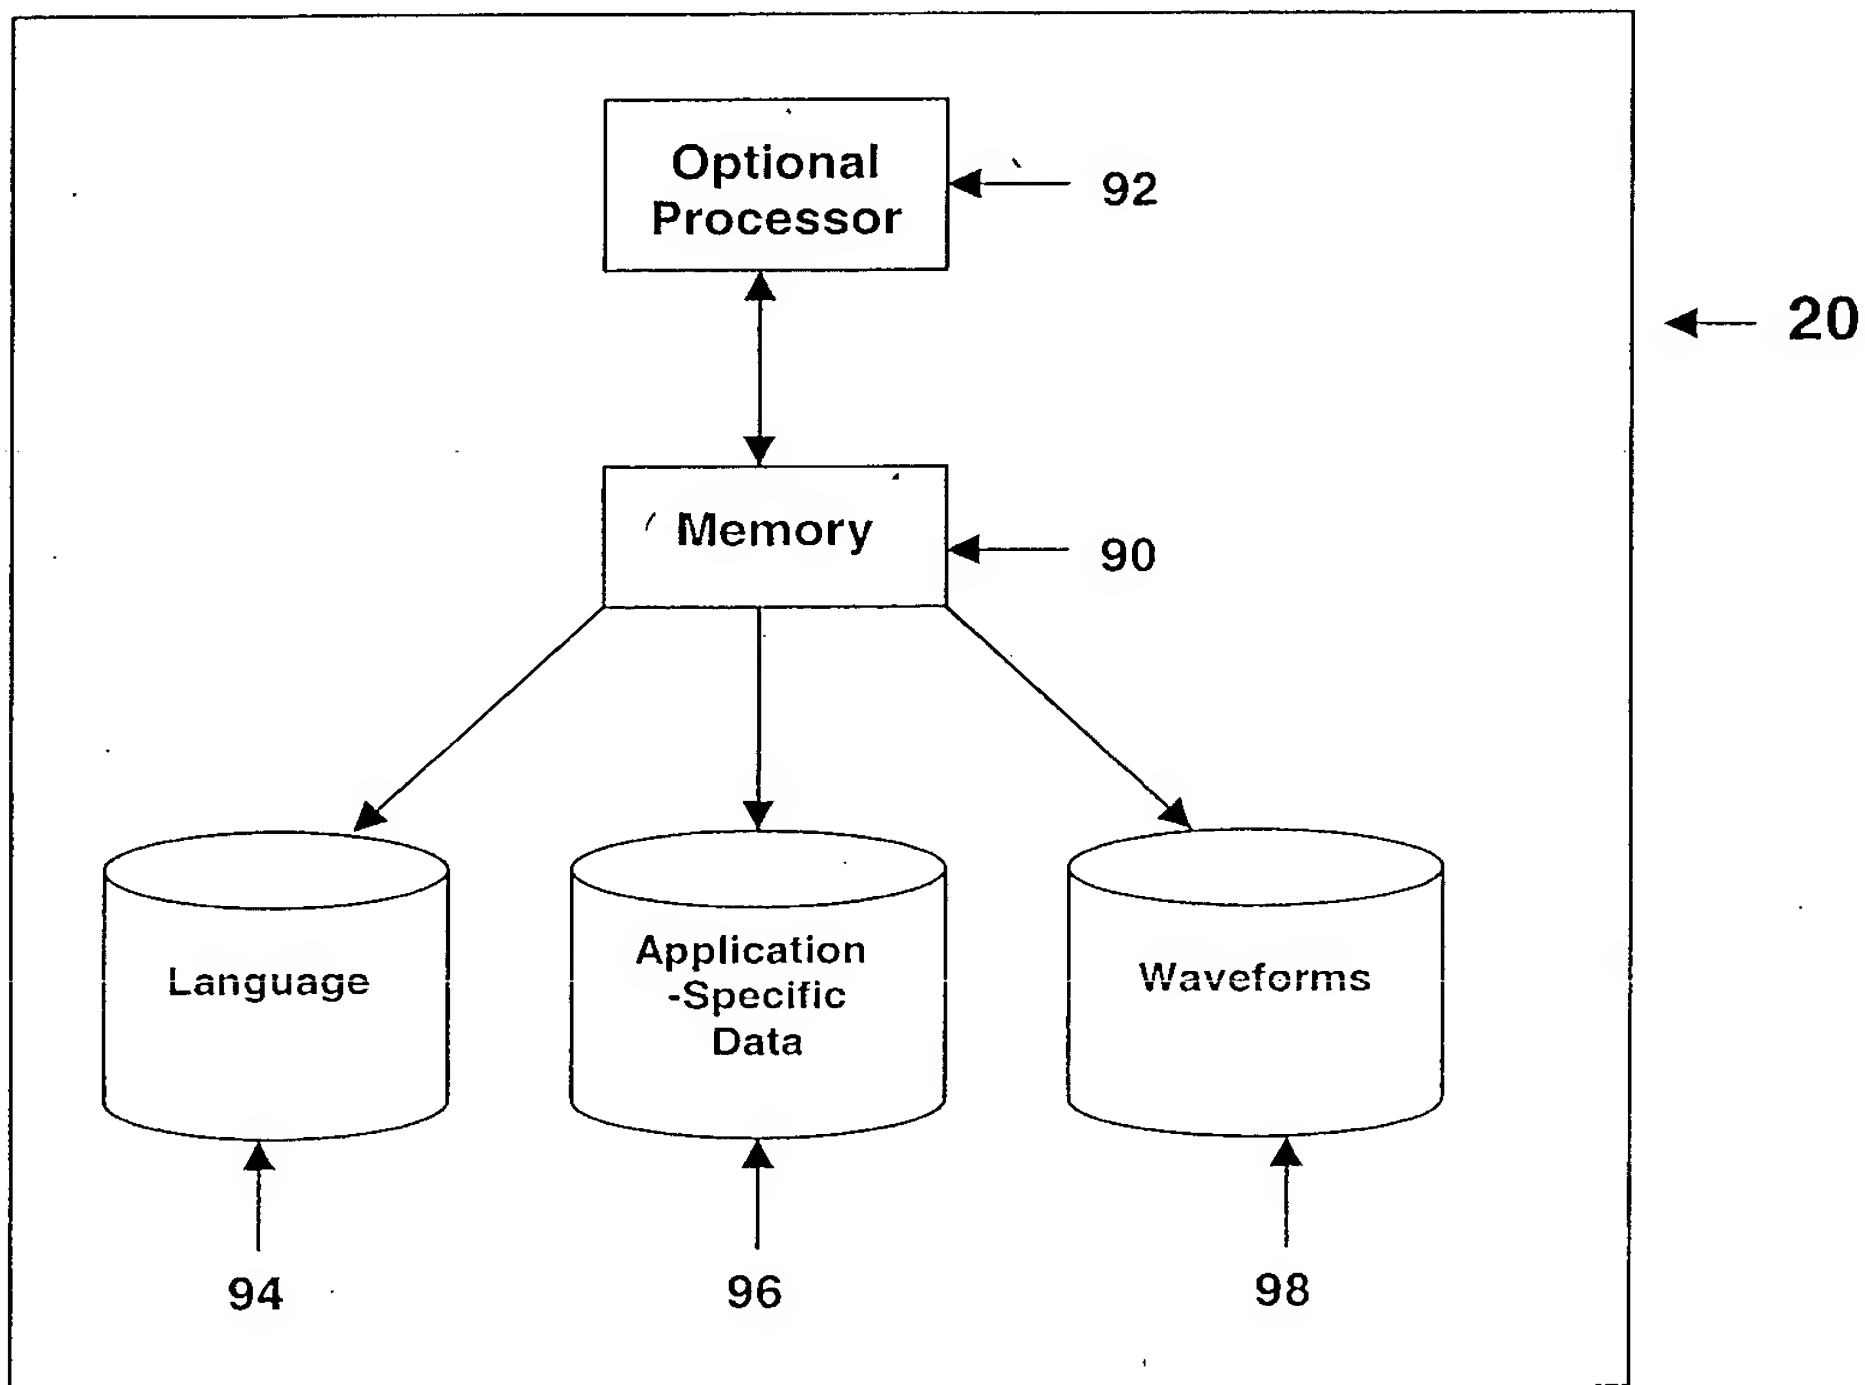 Optional
Processor
92
20
Memory
90
Language
Application
-Specific
Data
Waveforms
94
96
98